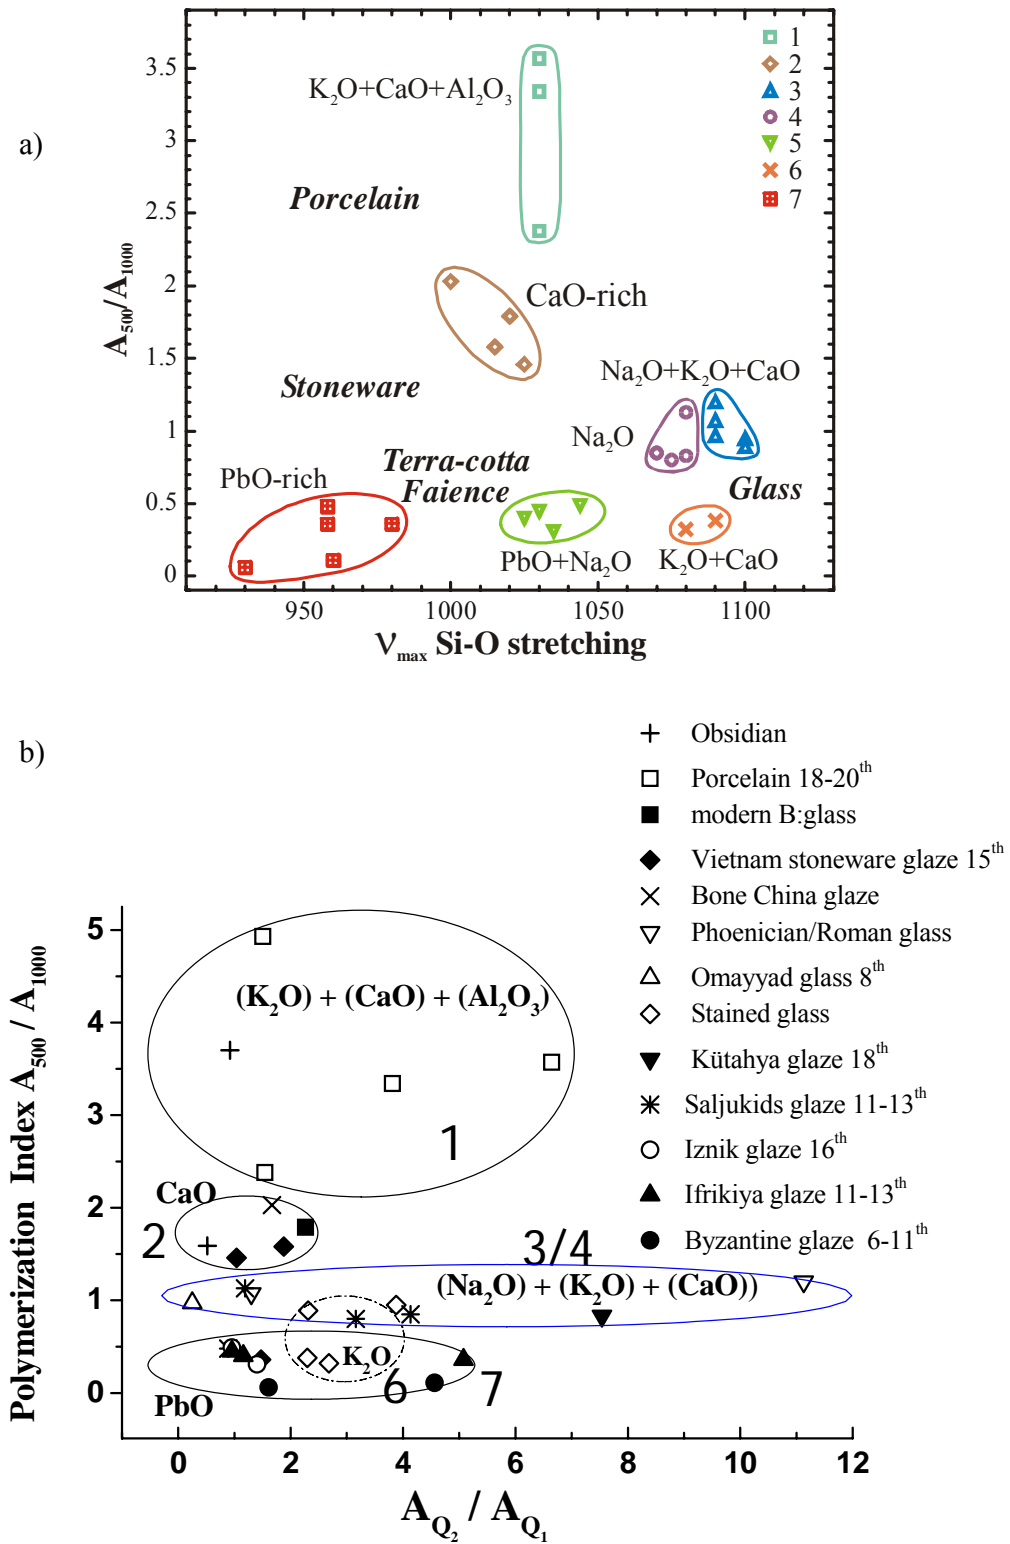 a)
3.5
3
2.5
2
1.5
1
0.5
0
A500/A1000
K2O+CaO+Al2O3
Porcelain
CaO-rich
Stoneware
Na2O+K2O+CaO
Na2O
Terra-cotta
Faience
Glass
PbO-rich
PbO+Na2O
K2O+CaO
1
2
3
4
5
6
7
950
1000
1050
1100
νmax Si-O stretching
b)
Obsidian
Porcelain 18-20th
modern B:glass
Vietnam stoneware glaze 15th
Bone China glaze
Phoenician/Roman glass
Omayyad glass 8th
Stained glass
Kütahya glaze 18th
Saljukids glaze 11-13th
Iznik glaze 16th
Ifrikiya glaze 11-13th
Byzantine glaze 6-11th
Polymerization Index A500 / A1000
5
4
3
2
1
0
(K2O) + (CaO) + (Al2O3)
1
CaO
2
3/4
(Na2O) + (K2O) + (CaO))
K2O
6
7
PbO
0
2
4
6
8
10
12
AQ2 / AQ1